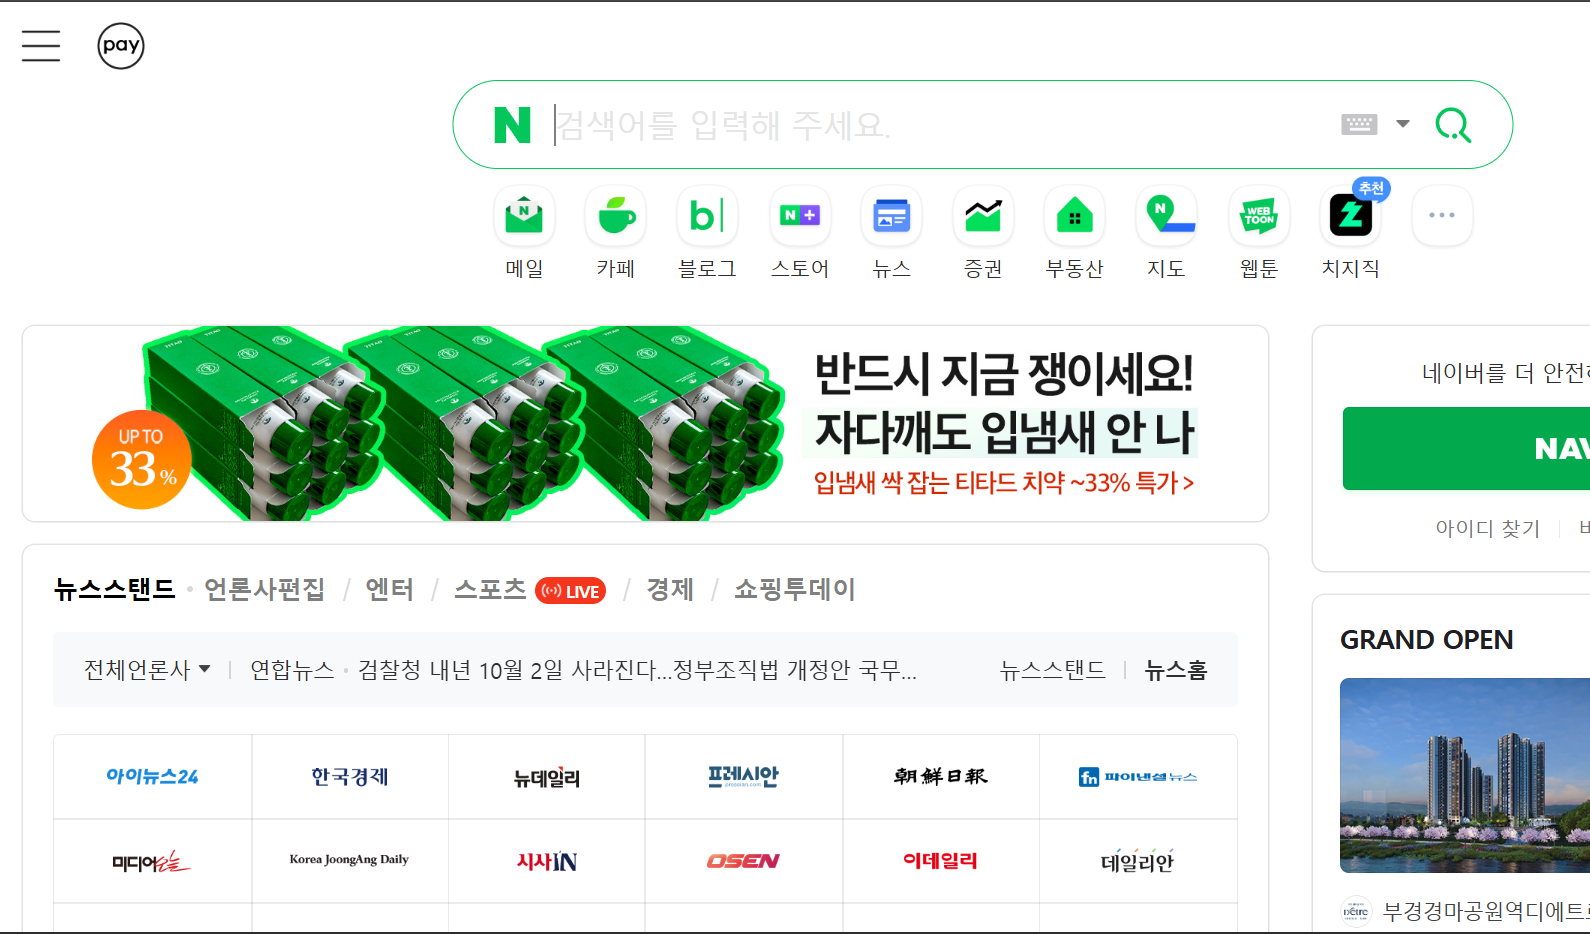 pay
N 검색어를 입력해 주세요.
추천
메일 카페 블로그 스토어 뉴스 증권 부동산 지도 웹툰 치지직
WEB
TOON
UP TO
33 %
반드시 지금 쟁이세요!
자다깨도 입냄새 안 나
입냄새 싹 잡는 티타드 치약 ~33% 특가 >
네이버를 더 안전하
NAV
아이디 찾기
뉴스스탠드 · 언론사편집 / 엔터 / 스포츠 LIVE / 경제 / 쇼핑투데이
전체언론사 | 연합뉴스 · 검찰청 내년 10월 2일 사라진다...정부조직법 개정안 국무... 뉴스스탠드 | 뉴스홈
아이뉴스24 한국경제 뉴데일리 프레시안 朝鮮日報 fn 파이낸셜뉴스
미디어오늘 Korea JoongAng Daily 시사IN OSEN 이데일리 데일리안
GRAND OPEN
부경경마공원역디에트르